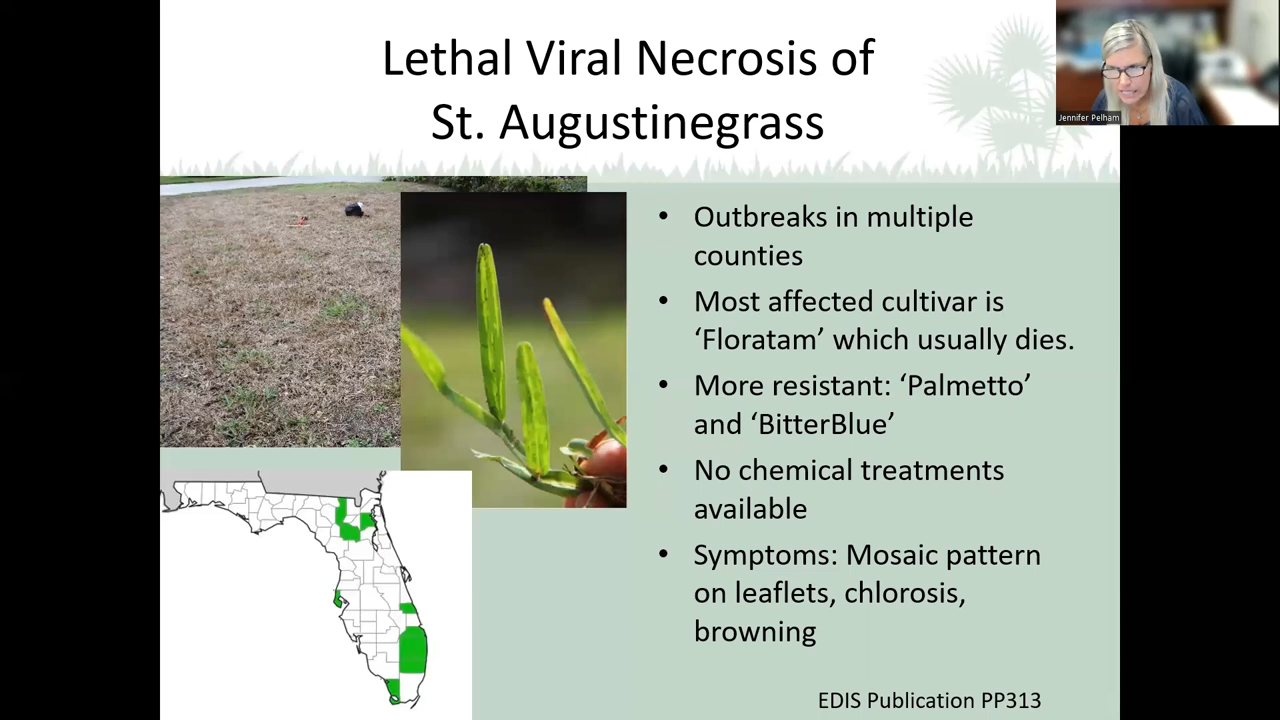 Lethal Viral Necrosis of
St. Augustinegrass
Jennifer Pelham
• Outbreaks in multiple
counties
• Most affected cultivar is
‘Floratam’ which usually dies.
• More resistant: ‘Palmetto’
and ‘BitterBlue’
• No chemical treatments
available
• Symptoms: Mosaic pattern
on leaflets, chlorosis,
browning
EDIS Publication PP313